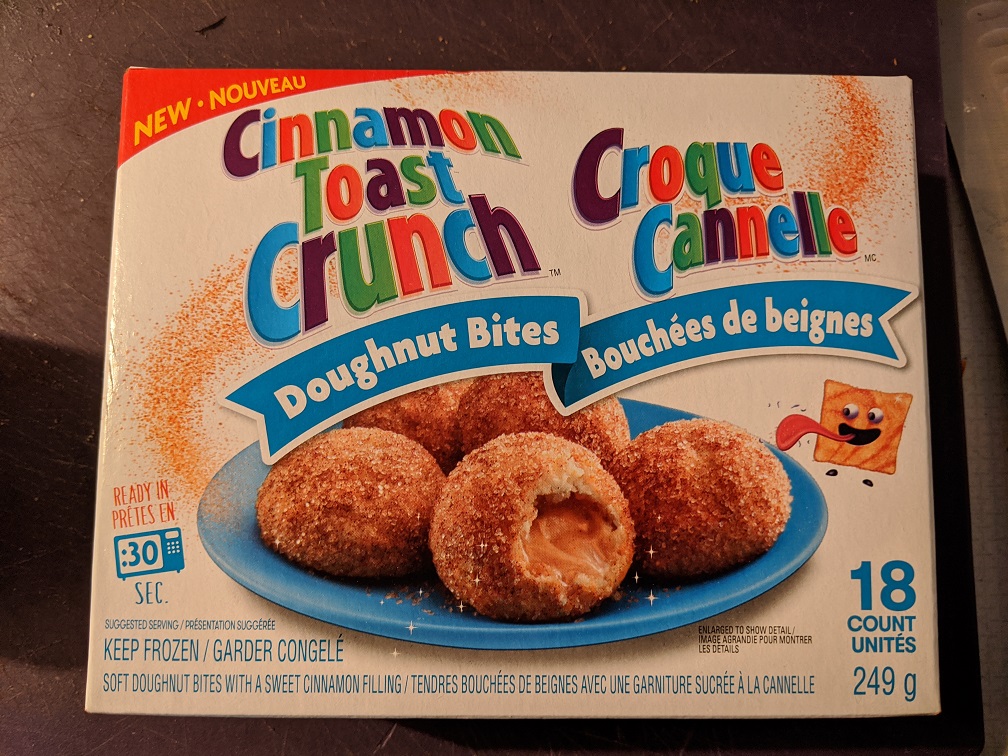 NEW • NOUVEAU
Cinnamon
Toast
Crunch
TM
Croque
Cannelle
MC
Doughnut Bites
Bouchées de beignes
READY IN
PRÊTES EN
:30
SEC.
SUGGESTED SERVING / PRÉSENTATION SUGGÉRÉE
KEEP FROZEN / GARDER CONGELÉ
SOFT DOUGHNUT BITES WITH A SWEET CINNAMON FILLING / TENDRES BOUCHÉES DE BEIGNES AVEC UNE GARNITURE SUCRÉE À LA CANNELLE
ENLARGED TO SHOW DETAIL /
IMAGE AGRANDIE POUR MONTRER
LES DÉTAILS
18
COUNT
UNITÉS
249 g